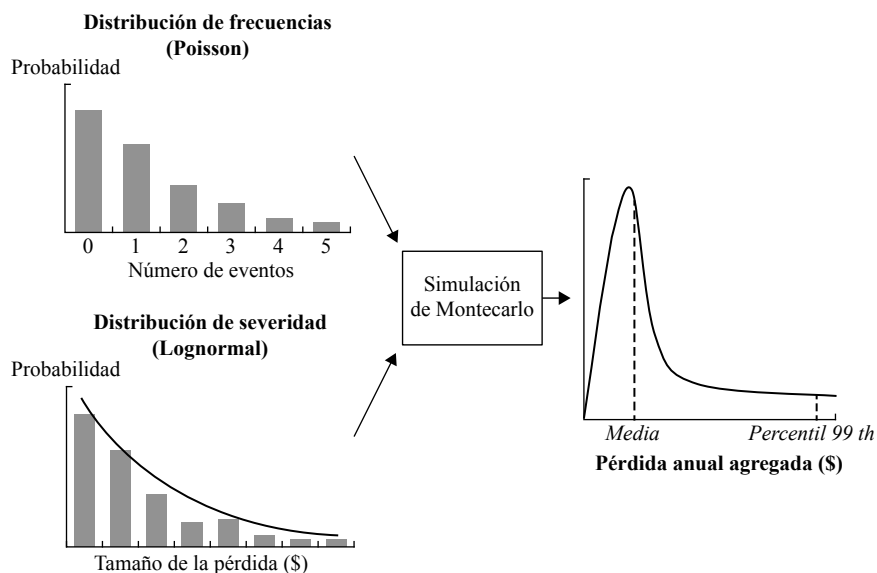 Distribución de frecuencias
(Poisson)
Probabilidad
0 1 2 3 4 5
Número de eventos
Distribución de severidad
(Lognormal)
Probabilidad
Tamaño de la pérdida ($)
Simulación
de Montecarlo
Media Percentil 99 th
Pérdida anual agregada ($)